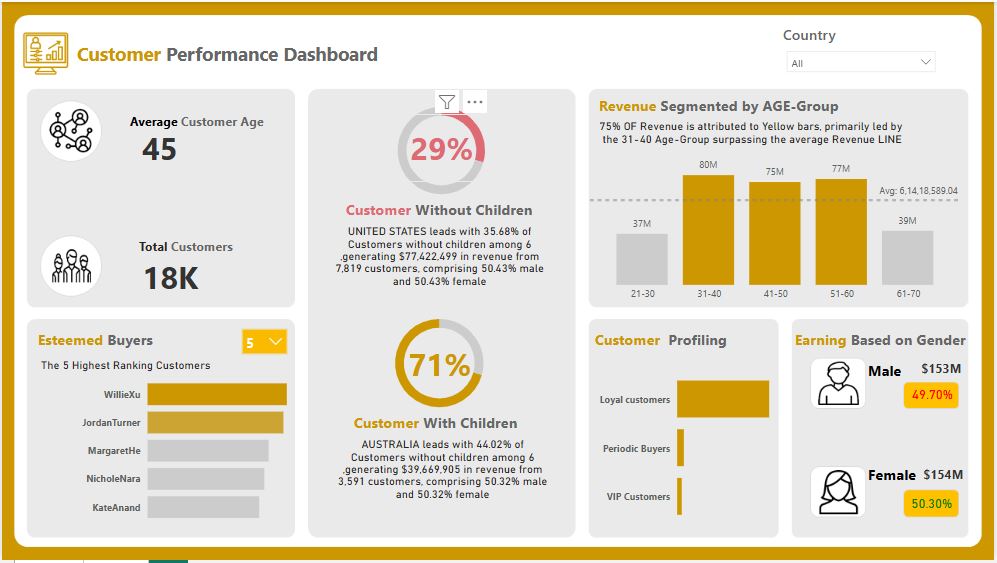 Customer Performance Dashboard
Country
All
Average Customer Age
45
Total Customers
18K
29%
Customer Without Children
UNITED STATES leads with 35.68% of
Customers without children among 6
.generating $77,422,499 in revenue from
7,819 customers, comprising 50.43% male
and 50.43% female
71%
Customer With Children
AUSTRALIA leads with 44.02% of
Customers without children among 6
.generating $39,669,905 in revenue from
3,591 customers, comprising 50.32% male
and 50.32% female
Revenue Segmented by AGE-Group
75% OF Revenue is attributed to Yellow bars, primarily led by
the 31-40 Age-Group surpassing the average Revenue LINE
37M
80M
75M
77M
39M
Avg: 6,14,18,589.04
21-30
31-40
41-50
51-60
61-70
Esteemed Buyers
5
The 5 Highest Ranking Customers
WillieXu
JordanTurner
MargaretHe
NicholeNara
KateAnand
Customer Profiling
Loyal customers
Periodic Buyers
VIP Customers
Earning Based on Gender
Male $153M
49.70%
Female $154M
50.30%